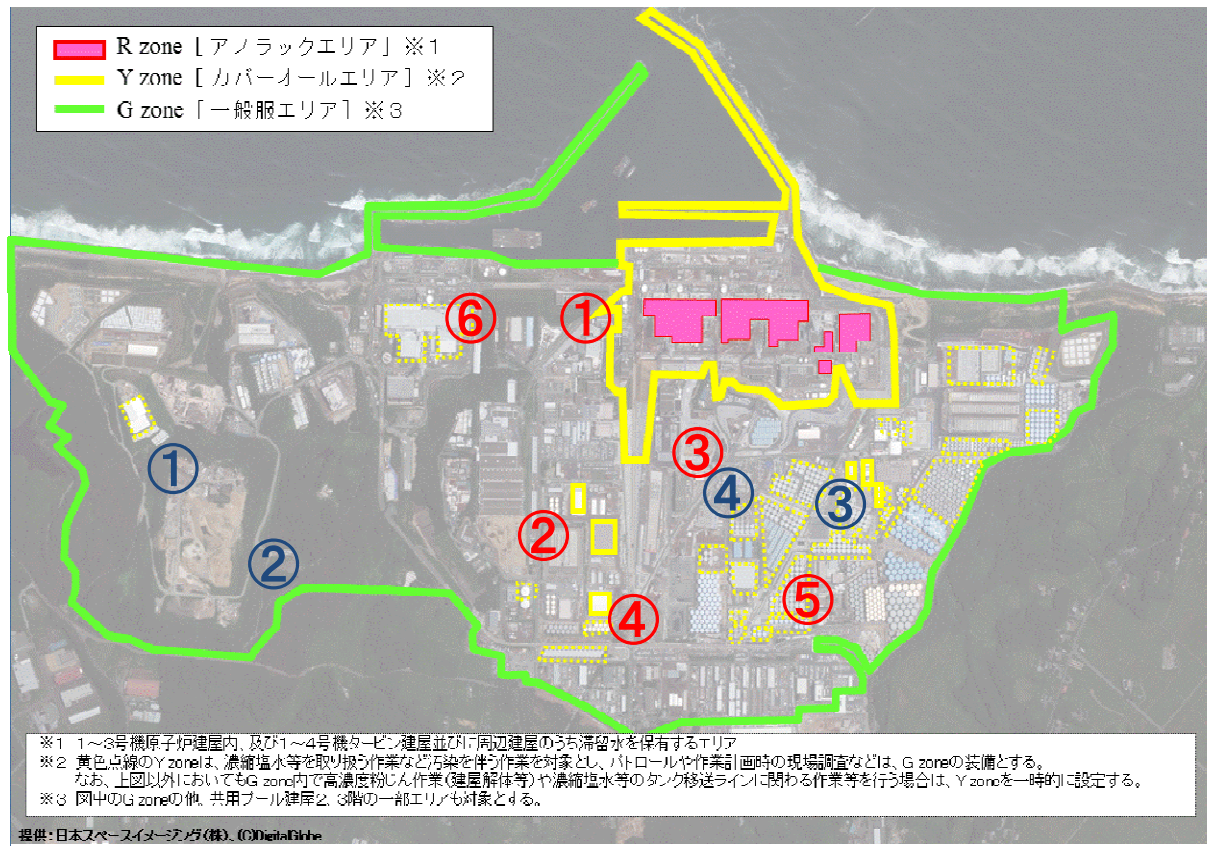 R zone [アノラックエリア] ※1
Y zone [カバーオールエリア] ※2
G zone [一般服エリア] ※3
⑥
①
③
①
④
③
②
②
⑤
④
※1 1～3号機原子炉建屋内、及び1～4号機タービン建屋並びに周辺建屋のうち滞留水を保有するエリア
※2 黄色点線のY zoneは、濃縮塩水等を取り扱う作業など汚染を伴う作業を対象とし、パトロールや作業計画時の現場調査などは、G zoneの装備とする。
なお、上図以外においてもG zone内で高濃度粉じん作業(建屋解体等)や濃縮塩水等のタンク移送ラインに関わる作業等を行う場合は、Y zoneを一時的に設定する。
※3 図中のG zoneの他、共用プール建屋2、3階の一部エリアも対象とする。
提供:日本スペースイメージング(株)、(C)DigitalGlobe